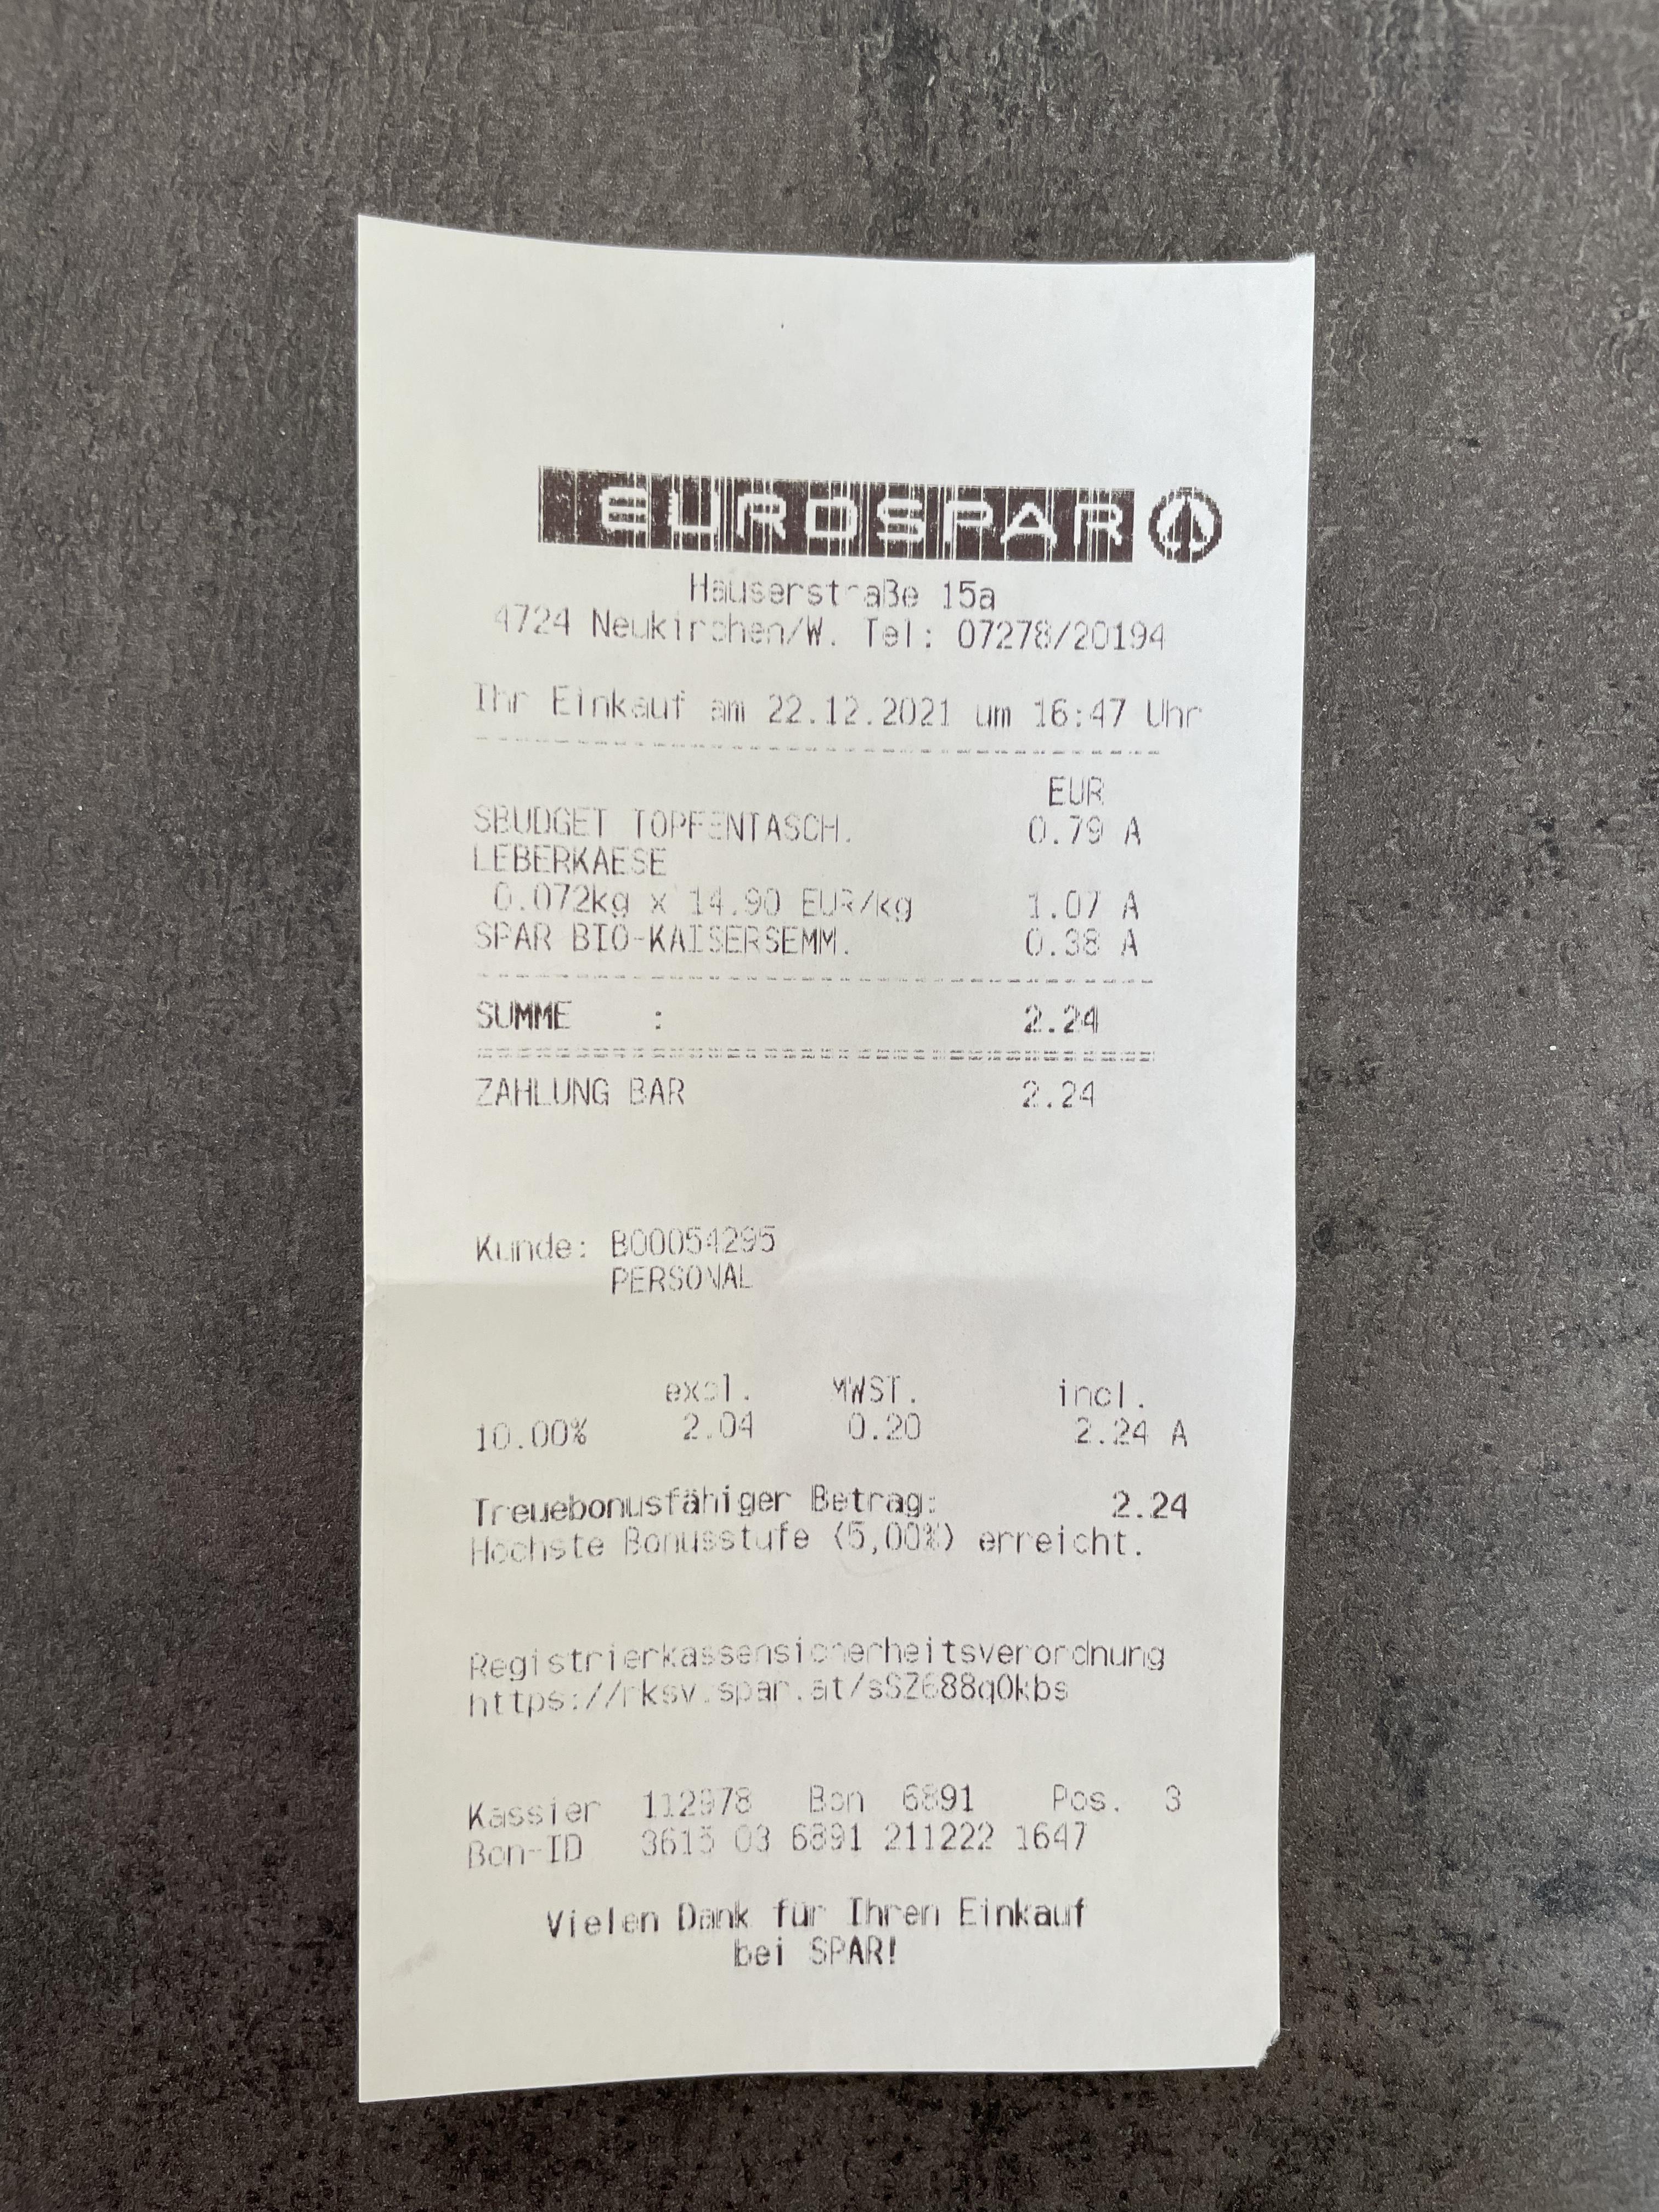 EUROSPAR
Hauserstraße 15a
4724 Neukirchen/W. Tel: 07278/20194
Ihr Einkauf am 22.12.2021 um 16:47 Uhr
EUR
SBUDGET TOPFENTASCH. 0.79 A
LEBERKAESE
0.072kg x 14.90 EUR/kg 1.07 A
SPAR BIO-KAISERSEMM. 0.38 A
SUMME : 2.24
ZAHLUNG BAR 2.24
Kunde: B00054295
PERSONAL
excl. MWST. incl.
10.00% 2.04 0.20 2.24 A
Treuebonusfähiger Betrag: 2.24
Höchste Bonusstufe (5,00%) erreicht.
Registrierkassensicherheitsverordnung
https://rksv.spar.at/sSZ688q0kbs
Kassier 112978 Bon 6891 Pos. 3
Bon-ID 3615 03 6891 211222 1647
Vielen Dank für Ihren Einkauf
bei SPAR!